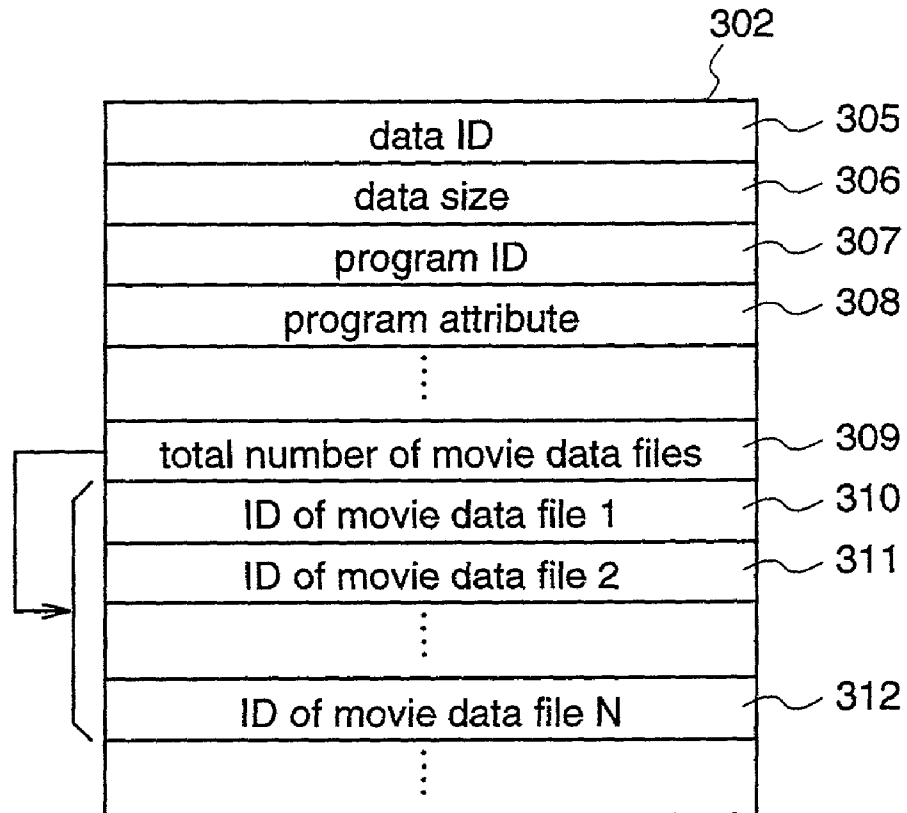 302
data ID 305
data size 306
program ID 307
program attribute 308
⋮
total number of movie data files 309
ID of movie data file 1 310
ID of movie data file 2 311
⋮
ID of movie data file N 312
⋮